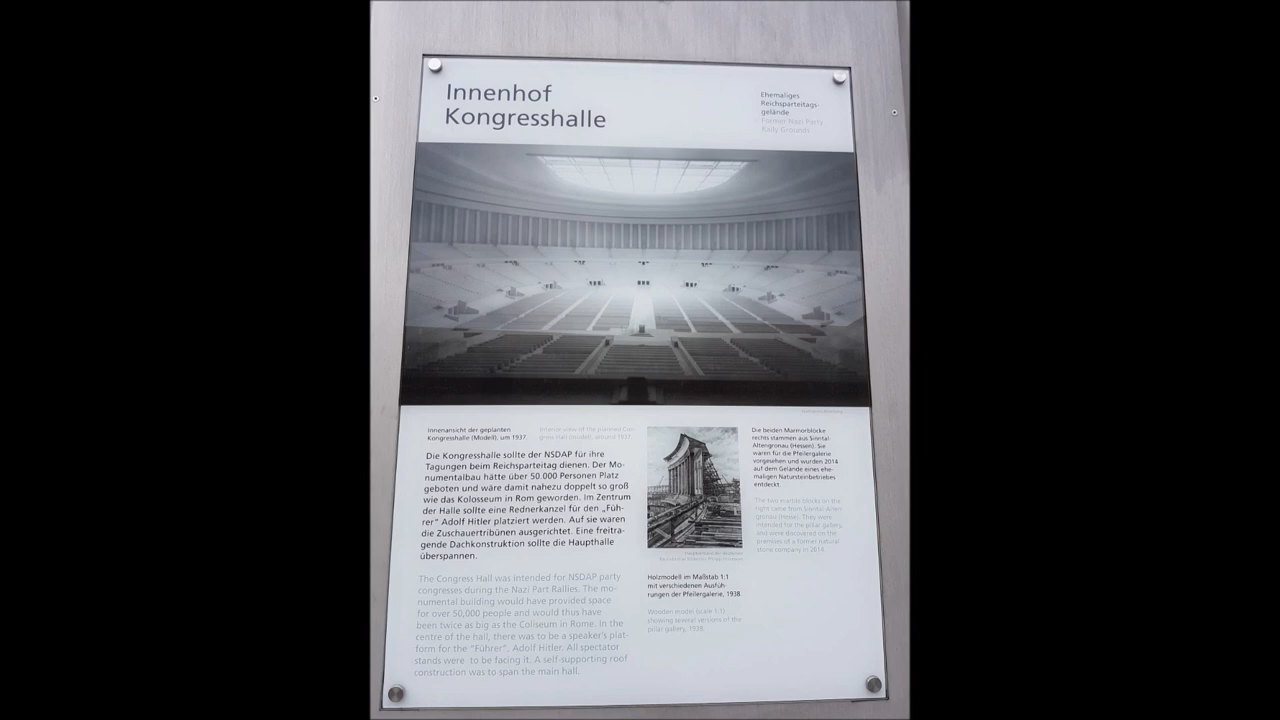 Innenhof
Kongresshalle
Ehemaliges
Reichsparteitags-
gelände
Former Nazi Party
Rally Grounds
Innenansicht der geplanten
Kongresshalle (Modell), um 1937.
Interior view of the planned Con-
gress Hall (model), around 1937.
Die Kongresshalle sollte der NSDAP für ihre
Tagungen beim Reichsparteitag dienen. Der Mo-
numentalbau hätte über 50.000 Personen Platz
geboten und wäre damit nahezu doppelt so groß
wie das Kolosseum in Rom geworden. Im Zentrum
der Halle sollte eine Rednerkanzel für den „Füh-
rer“ Adolf Hitler platziert werden. Auf sie waren
die Zuschauertribünen ausgerichtet. Eine freitra-
gende Dachkonstruktion sollte die Haupthalle
überspannen.
The Congress Hall was intended for NSDAP party
congresses during the Nazi Part Rallies. The mo-
numental building would have provided space
for over 50,000 people and would thus have
been twice as big as the Coliseum in Rome. In the
centre of the hall, there was to be a speaker's plat-
form for the "Führer", Adolf Hitler. All spectator
stands were to be facing it. A self-supporting roof
construction was to span the main hall.
Holzmodell im Maßstab 1:1
mit verschiedenen Ausfüh-
rungen der Pfeilergalerie, 1938.
Wooden model (scale 1:1)
showing several versions of the
pillar gallery, 1938.
Die beiden Marmorblöcke
rechts stammen aus Sinntal-
Altengronau (Hessen). Sie
waren für die Pfeilergalerie
vorgesehen und wurden 2014
auf dem Gelände eines ehe-
maligen Natursteinbetriebes
entdeckt.
The two marble blocks on the
right came from Sinntal-Alten-
gronau (Hesse). They were
intended for the pillar gallery
and were discovered on the
premises of a former natural
stone company in 2014.